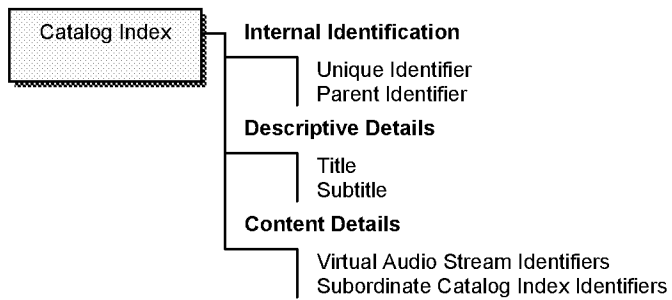 Catalog Index
Internal Identification
Unique Identifier
Parent Identifier
Descriptive Details
Title
Subtitle
Content Details
Virtual Audio Stream Identifiers
Subordinate Catalog Index Identifiers